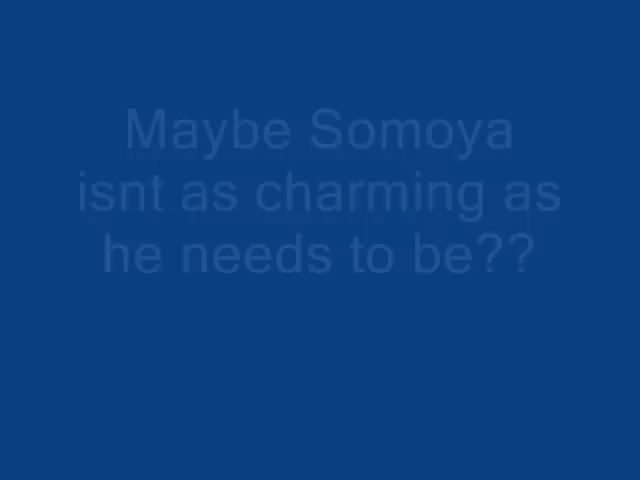 Maybe Somoya
isnt as charming as
he needs to be??